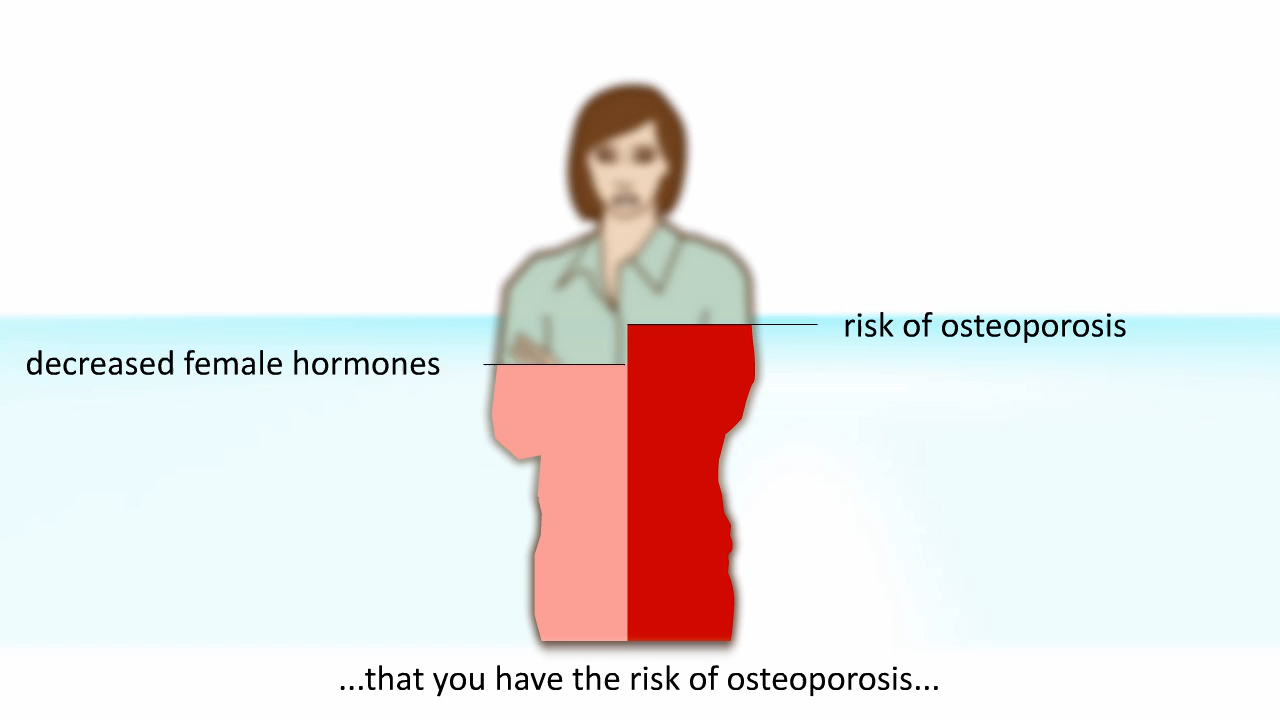 risk of osteoporosis
decreased female hormones
...that you have the risk of osteoporosis...